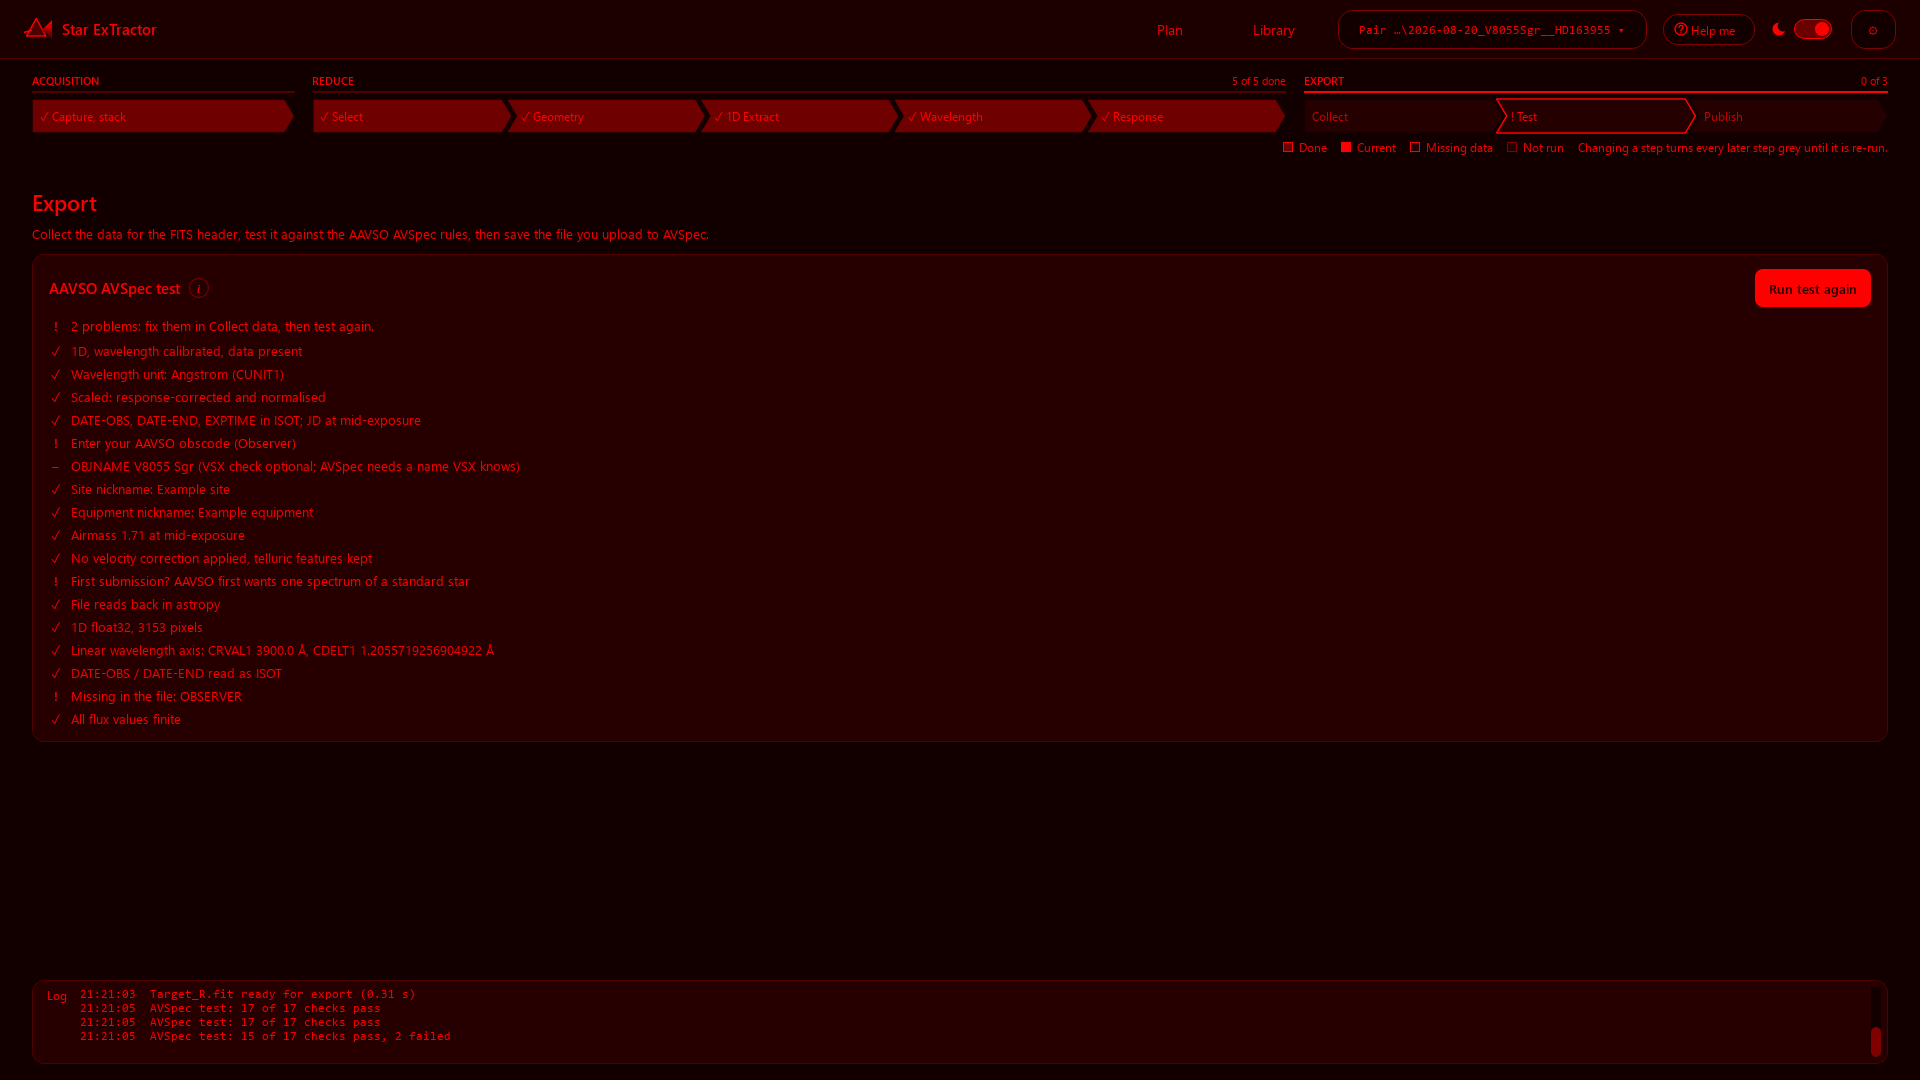 Star ExTractor
Plan
Library
Pair …\2026-08-20_V8055Sgr__HD163955 ▾
Help me
ACQUISITION
REDUCE
5 of 5 done
EXPORT
0 of 3
✓ Capture, stack
✓ Select
✓ Geometry
✓ 1D Extract
✓ Wavelength
✓ Response
Collect
! Test
Publish
Done
Current
Missing data
Not run
Changing a step turns every later step grey until it is re-run.
Export
Collect the data for the FITS header, test it against the AAVSO AVSpec rules, then save the file you upload to AVSpec.
AAVSO AVSpec test i
Run test again
! 2 problems: fix them in Collect data, then test again.
✓ 1D, wavelength calibrated, data present
✓ Wavelength unit: Angstrom (CUNIT1)
✓ Scaled: response-corrected and normalised
✓ DATE-OBS, DATE-END, EXPTIME in ISOT; JD at mid-exposure
! Enter your AAVSO obscode (Observer)
– OBJNAME V8055 Sgr (VSX check optional; AVSpec needs a name VSX knows)
✓ Site nickname: Example site
✓ Equipment nickname: Example equipment
✓ Airmass 1.71 at mid-exposure
✓ No velocity correction applied, telluric features kept
! First submission? AAVSO first wants one spectrum of a standard star
✓ File reads back in astropy
✓ 1D float32, 3153 pixels
✓ Linear wavelength axis: CRVAL1 3900.0 Å, CDELT1 1.2055719256904922 Å
✓ DATE-OBS / DATE-END read as ISOT
! Missing in the file: OBSERVER
✓ All flux values finite
Log
21:21:03 Target_R.fit ready for export (0.31 s)
21:21:05 AVSpec test: 17 of 17 checks pass
21:21:05 AVSpec test: 17 of 17 checks pass
21:21:05 AVSpec test: 15 of 17 checks pass, 2 failed